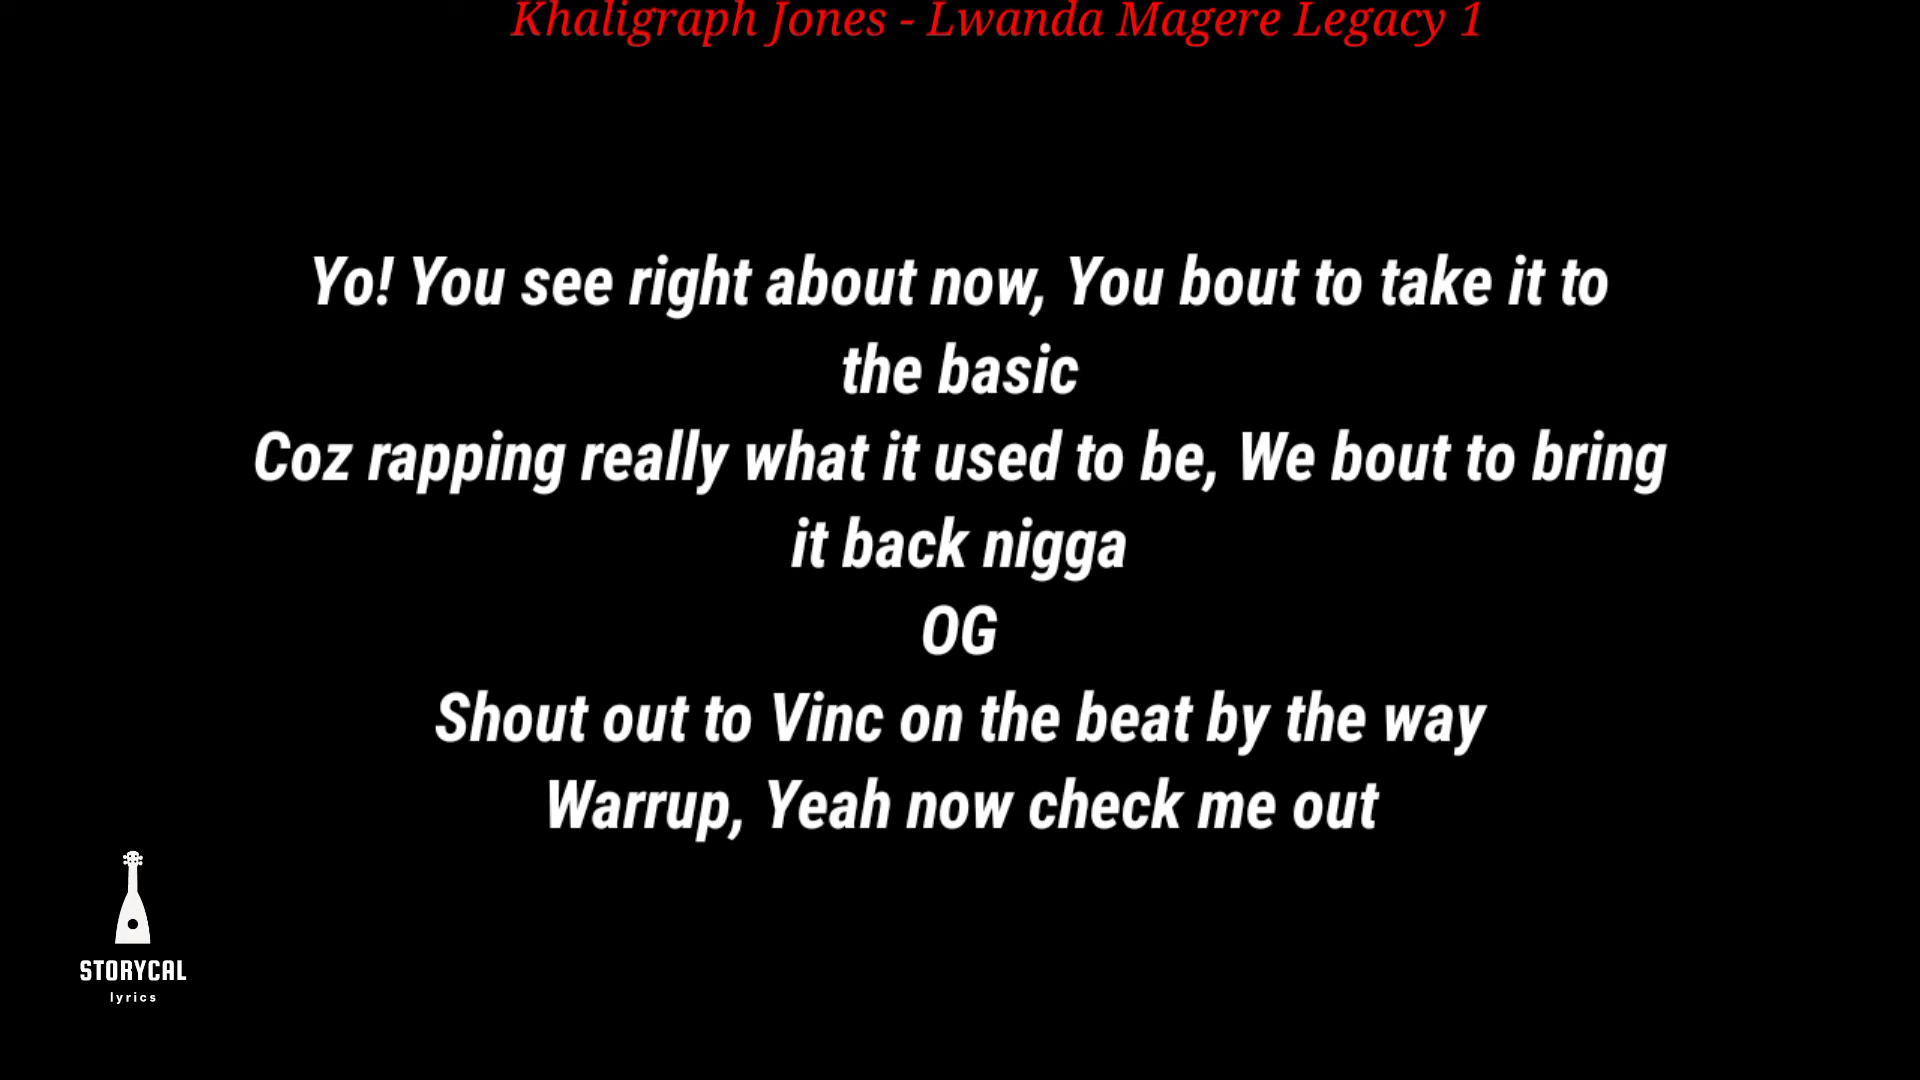 Khaligraph Jones - Lwanda Magere Legacy 1
Yo! You see right about now, You bout to take it to
the basic
Coz rapping really what it used to be, We bout to bring
it back nigga
OG
Shout out to Vinc on the beat by the way
Warrup, Yeah now check me out
STORYCAL
lyrics